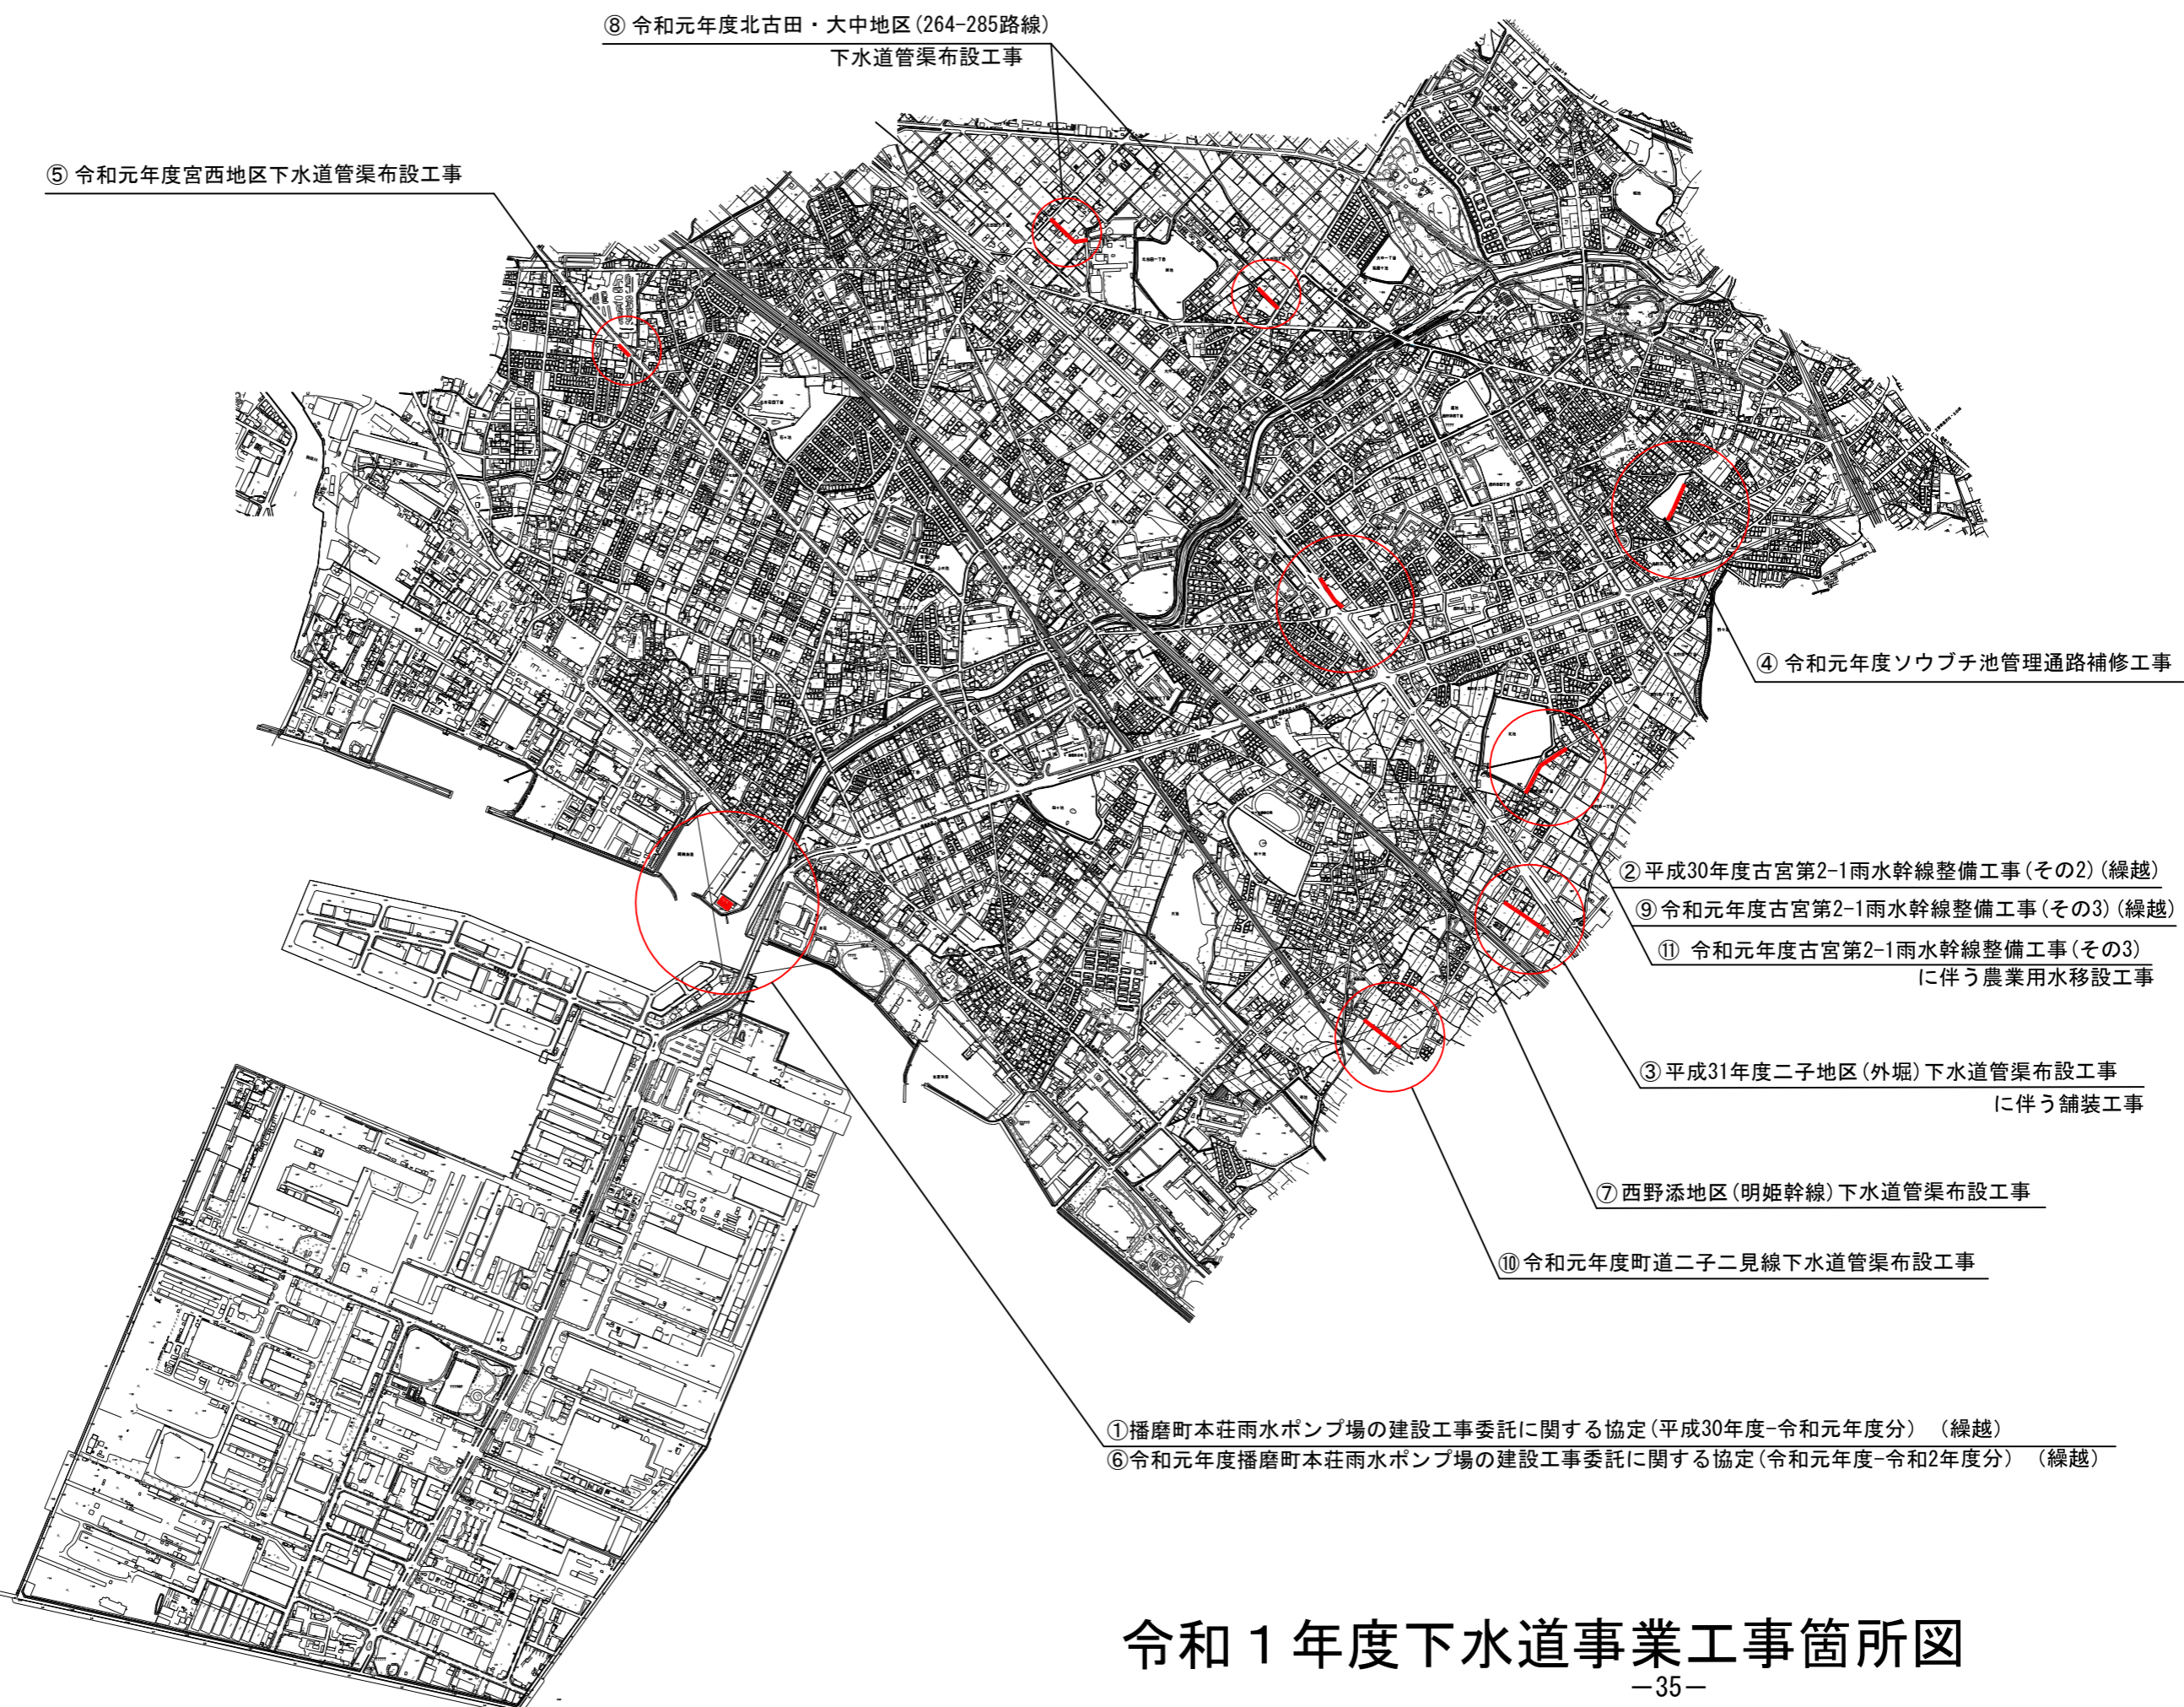 ⑧ 令和元年度北古田・大中地区(264-285路線)
下水道管渠布設工事
⑤ 令和元年度宮西地区下水道管渠布設工事
④ 令和元年度ソウブチ池管理通路補修工事
② 平成30年度古宮第2-1雨水幹線整備工事(その2)(繰越)
⑨ 令和元年度古宮第2-1雨水幹線整備工事(その3)(繰越)
⑪ 令和元年度古宮第2-1雨水幹線整備工事(その3)
に伴う農業用水移設工事
③ 平成31年度二子地区(外堀)下水道管渠布設工事
に伴う舗装工事
⑦ 西野添地区(明姫幹線)下水道管渠布設工事
⑩ 令和元年度町道二子二見線下水道管渠布設工事
①播磨町本荘雨水ポンプ場の建設工事委託に関する協定(平成30年度-令和元年度分) (繰越)
⑥令和元年度播磨町本荘雨水ポンプ場の建設工事委託に関する協定(令和元年度-令和2年度分) (繰越)
令和1年度下水道事業工事箇所図
-35-